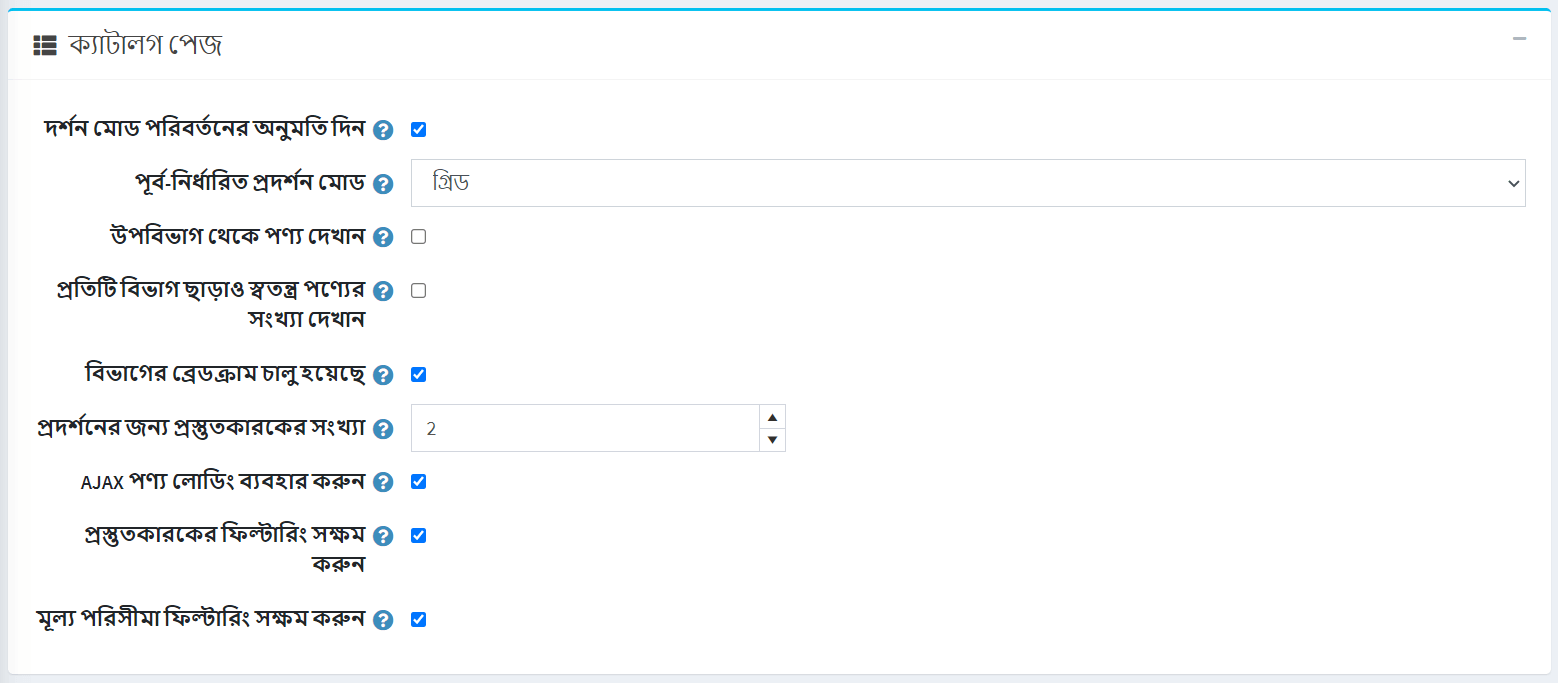 ক্যাটালগ পেজ
দর্শন মোড পরিবর্তনের অনুমতি দিন
পূর্ব-নির্ধারিত প্রদর্শন মোড
গ্রিড
উপবিভাগ থেকে পণ্য দেখান
প্রতিটি বিভাগ ছাড়াও স্বতন্ত্র পণ্যের
সংখ্যা দেখান
বিভাগের ব্রেডক্রাম চালু হয়েছে
প্রদর্শনের জন্য প্রস্তুতকারকের সংখ্যা
2
AJAX পণ্য লোডিং ব্যবহার করুন
প্রস্তুতকারকের ফিল্টারিং সক্ষম
করুন
মূল্য পরিসীমা ফিল্টারিং সক্ষম করুন